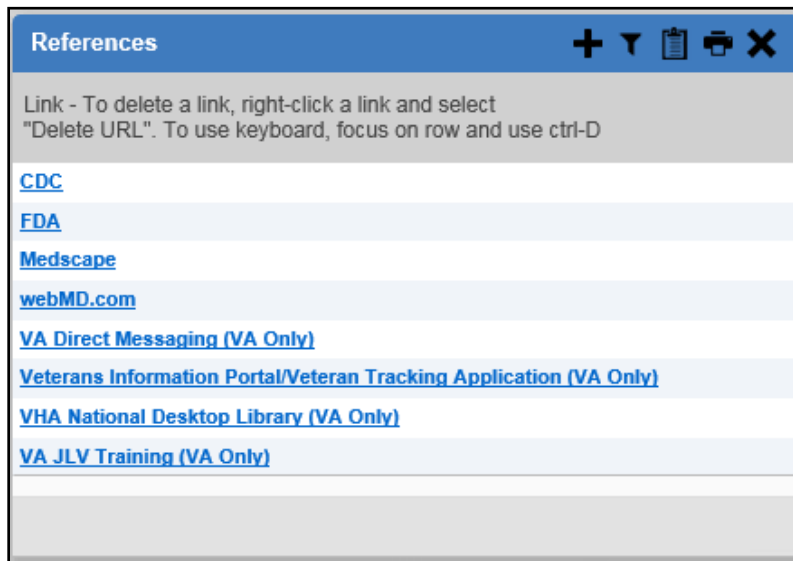 References
Link - To delete a link, right-click a link and select
"Delete URL". To use keyboard, focus on row and use ctrl-D
CDC
FDA
Medscape
webMD.com
VA Direct Messaging (VA Only)
Veterans Information Portal/Veteran Tracking Application (VA Only)
VHA National Desktop Library (VA Only)
VA JLV Training (VA Only)